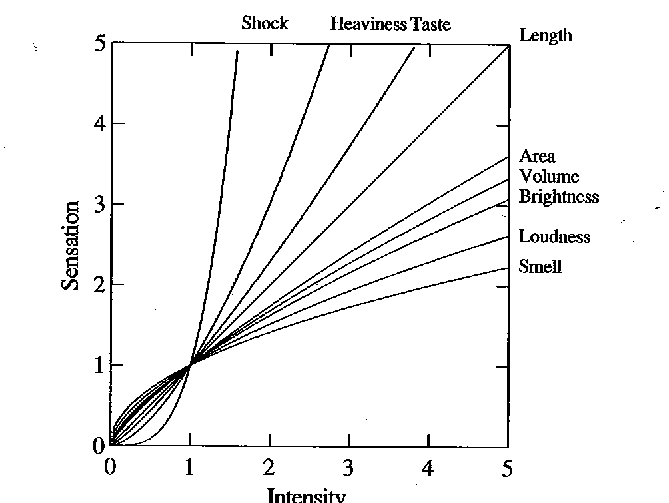 Shock
Heaviness Taste
Length
5
4
3
2
1
0
Sensation
Area
Volume
Brightness
Loudness
Smell
0 1 2 3 4 5
Intensity